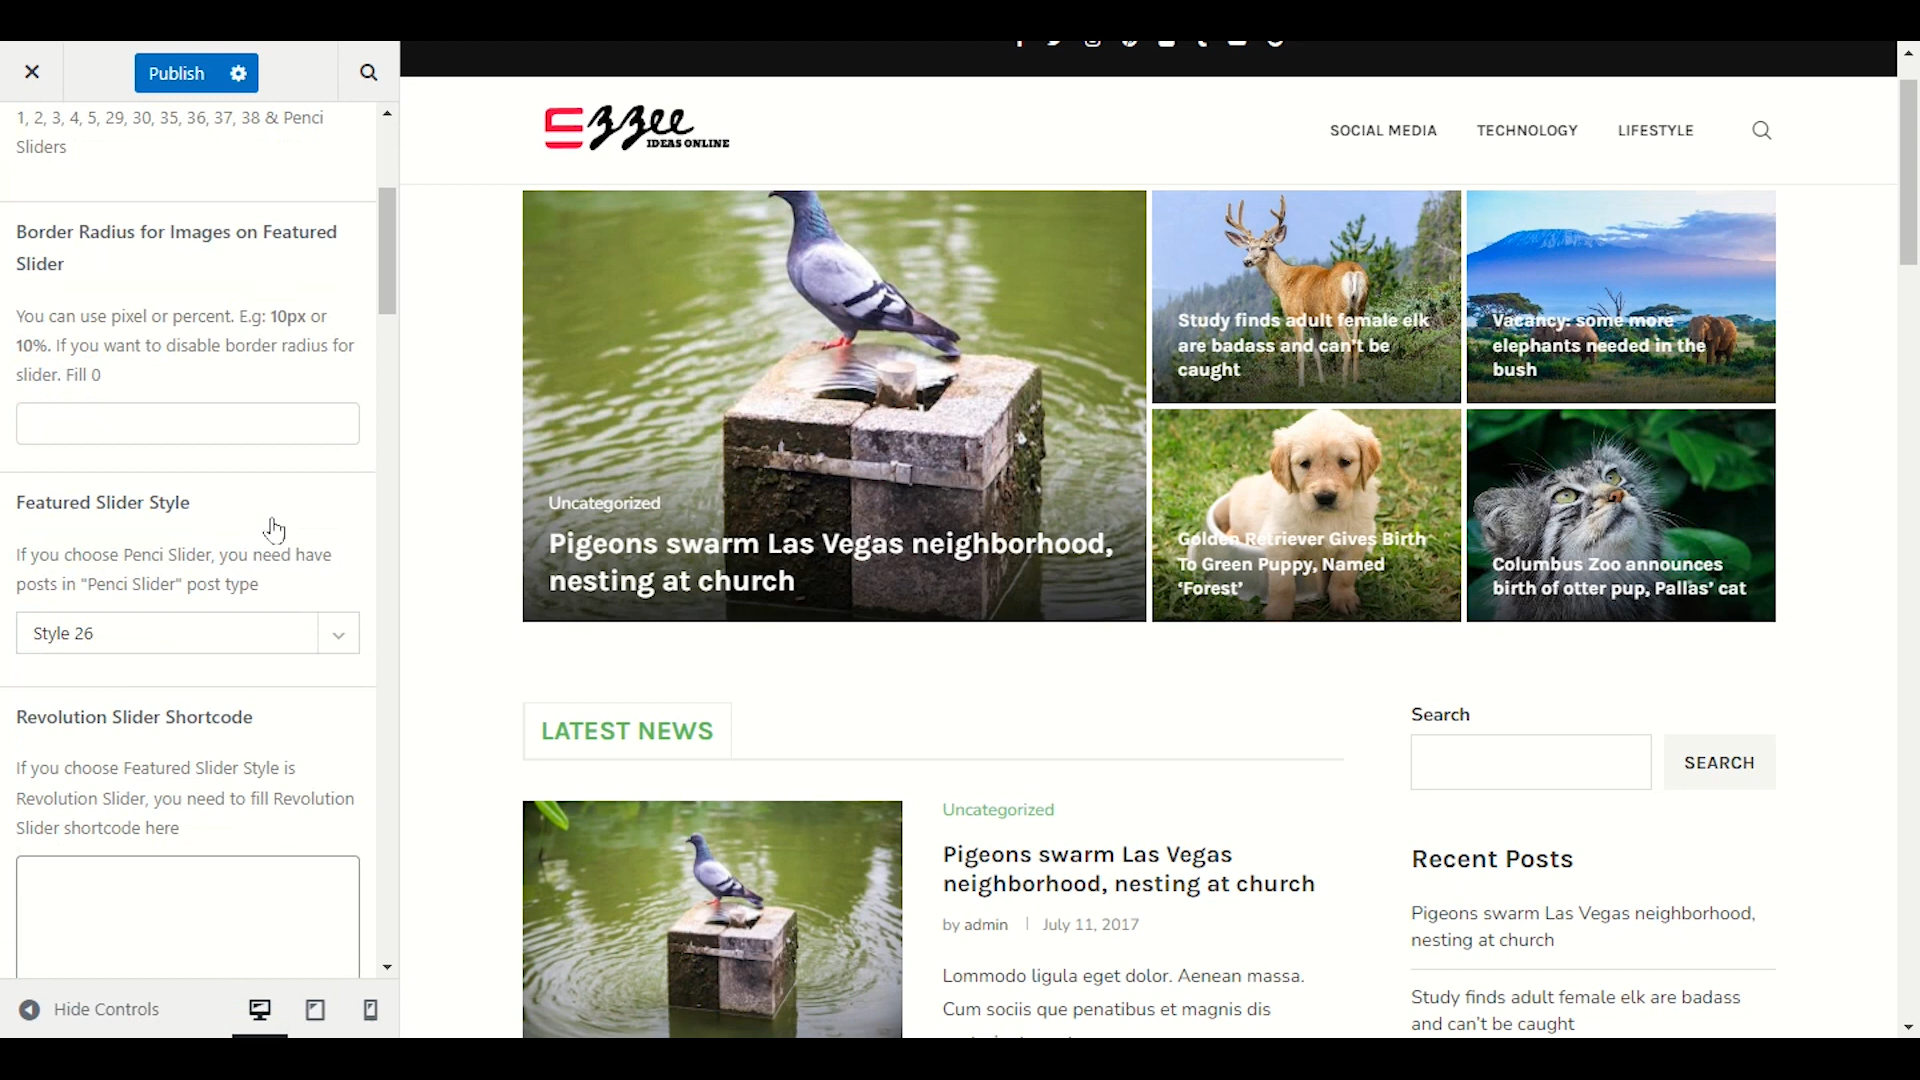 Publish
1, 2, 3, 4, 5, 29, 30, 35, 36, 37, 38 & Penci
Sliders
Border Radius for Images on Featured
Slider
You can use pixel or percent. E.g: 10px or
10%. If you want to disable border radius for
slider. Fill 0
Featured Slider Style
If you choose Penci Slider, you need have
posts in "Penci Slider" post type
Style 26
Revolution Slider Shortcode
If you choose Featured Slider Style is
Revolution Slider, you need to fill Revolution
Slider shortcode here
Hide Controls
Ezzee
IDEAS ONLINE
SOCIAL MEDIA
TECHNOLOGY
LIFESTYLE
Uncategorized
Pigeons swarm Las Vegas neighborhood,
nesting at church
Study finds adult female elk
are badass and can't be
caught
Vacancy: some more
elephants needed in the
bush
Golden Retriever Gives Birth
To Green Puppy, Named
‘Forest’
Columbus Zoo announces
birth of otter pup, Pallas’ cat
LATEST NEWS
Uncategorized
Pigeons swarm Las Vegas
neighborhood, nesting at church
by admin
July 11, 2017
Lommodo ligula eget dolor. Aenean massa.
Cum sociis que penatibus et magnis dis
Search
SEARCH
Recent Posts
Pigeons swarm Las Vegas neighborhood,
nesting at church
Study finds adult female elk are badass
and can't be caught